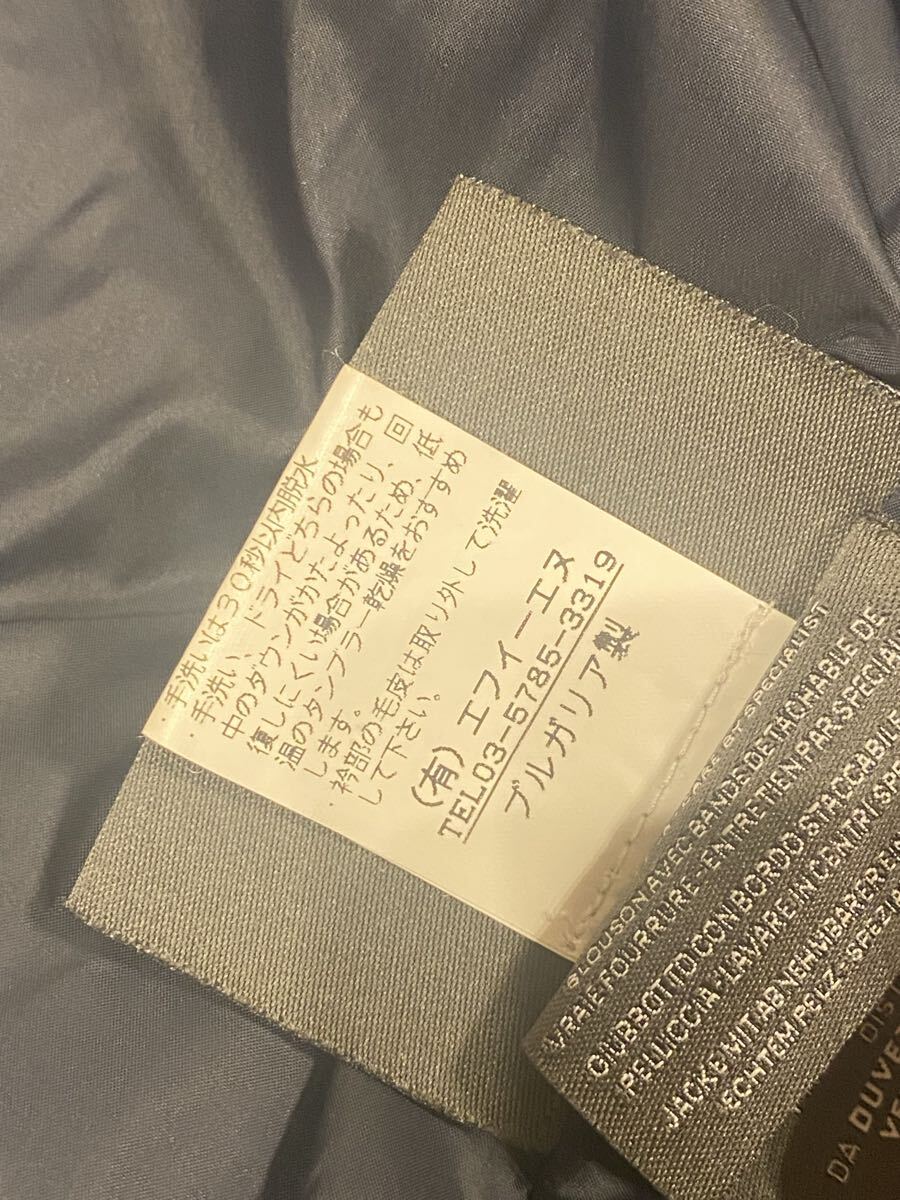 ・手洗いは30秒以内脱水
・手洗い、ドライどちらの場合も
中のダウンがかたよったり、回
復しにくい場合があるため、低
温のタンブラー乾燥をおすすめ
します。
・衿部の毛皮は取り外して洗濯
して下さい。
(有)エフィーエヌ
TEL03-5785-3319
ブルガリア製
SPECIALIST
BLOUSON AVEC BANDE DETACHABLE DE
VRAIE FOURRURE - ENTRETIEN PAR SPECIA
GIUBBOTTO CON BORDO STACCABILE
PELLICCIA - LAVARE IN CENTRI SPE
JACKE MIT ABNEHMBARER
ECHTEM PELZ - SPEZIA
DIS
DA DUVE